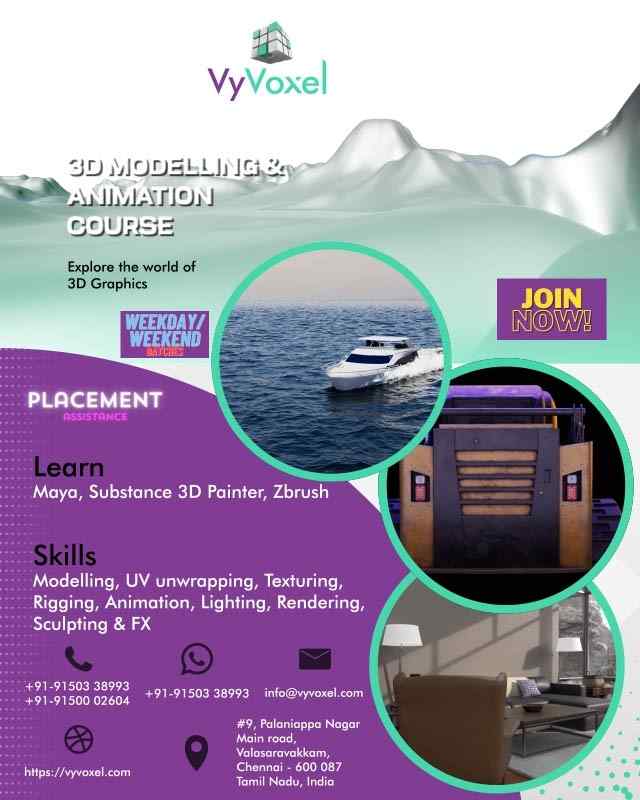 VyVoxel
3D MODELLING &
ANIMATION
COURSE
Explore the world of
3D Graphics
JOIN
NOW!
WEEKDAY/
WEEKEND
BATCHES
PLACEMENT
ASSISTANCE
Learn
Maya, Substance 3D Painter, Zbrush
Skills
Modelling, UV unwrapping, Texturing,
Rigging, Animation, Lighting, Rendering,
Sculpting & FX
+91-91503 38993
+91-91500 02604
+91-91503 38993
info@vyvoxel.com
https://vyvoxel.com
#9, Palaniappa Nagar
Main road,
Valasaravakkam,
Chennai - 600 087
Tamil Nadu, India